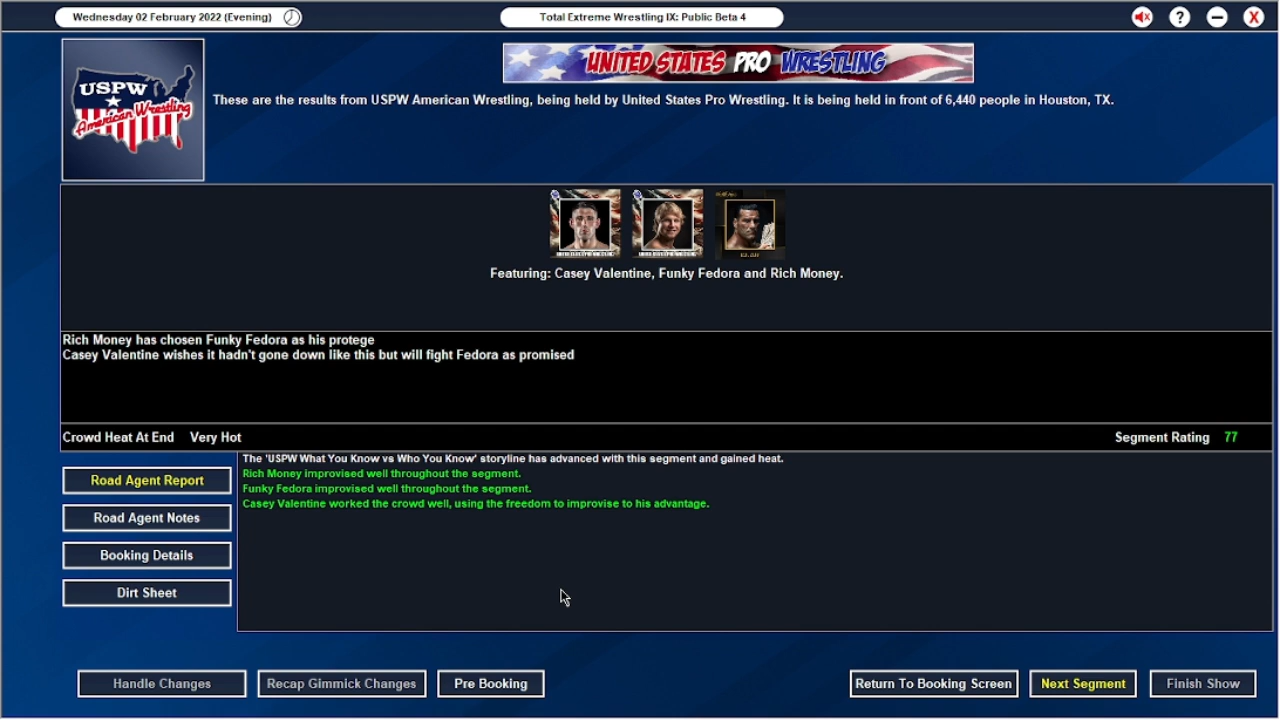 Wednesday 02 February 2022 (Evening)
Total Extreme Wrestling IX: Public Beta 4
?
X
USPW
American Wrestling
UNITED STATES PRO WRESTLING
These are the results from USPW American Wrestling, being held by United States Pro Wrestling. It is being held in front of 6,440 people in Houston, TX.
Featuring: Casey Valentine, Funky Fedora and Rich Money.
Rich Money has chosen Funky Fedora as his protege
Casey Valentine wishes it hadn't gone down like this but will fight Fedora as promised
Crowd Heat At End Very Hot
Segment Rating 77
The 'USPW What You Know vs Who You Know' storyline has advanced with this segment and gained heat.
Rich Money improvised well throughout the segment.
Funky Fedora improvised well throughout the segment.
Casey Valentine worked the crowd well, using the freedom to improvise to his advantage.
Road Agent Report
Road Agent Notes
Booking Details
Dirt Sheet
Handle Changes
Recap Gimmick Changes
Pre Booking
Return To Booking Screen
Next Segment
Finish Show